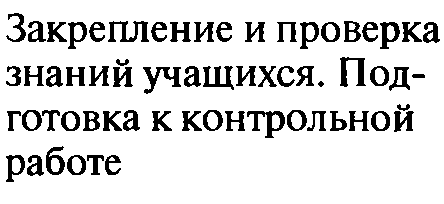 Закрепление и проверка
знаний учащихся. Под-
готовка к контрольной
работе